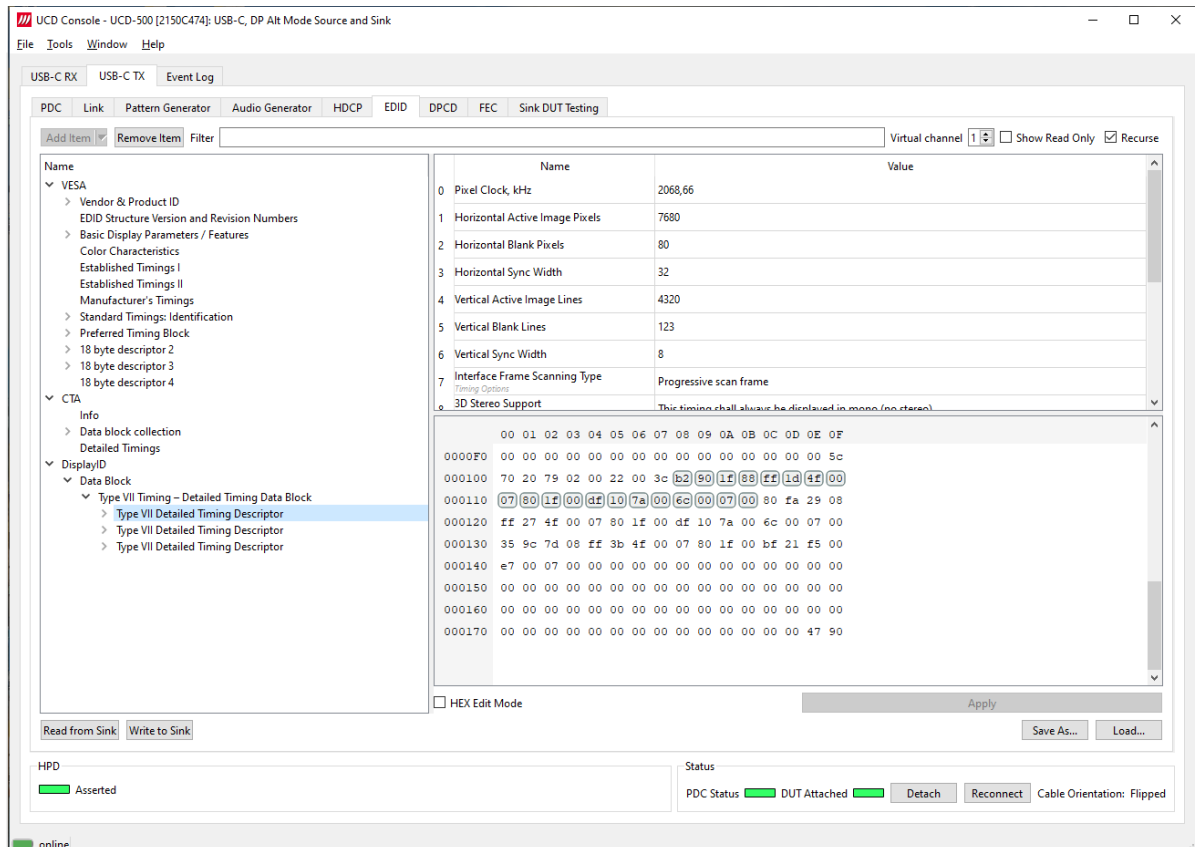 UCD Console - UCD-500 [2150C474]: USB-C, DP Alt Mode Source and Sink
File Tools Window Help
USB-C RX USB-C TX Event Log
PDC Link Pattern Generator Audio Generator HDCP EDID DPCD FEC Sink DUT Testing
Add Item Remove Item Filter Virtual channel 1 Show Read Only Recurse
Name
VESA
Vendor & Product ID
EDID Structure Version and Revision Numbers
Basic Display Parameters / Features
Color Characteristics
Established Timings I
Established Timings II
Manufacturer's Timings
Standard Timings: Identification
Preferred Timing Block
18 byte descriptor 2
18 byte descriptor 3
18 byte descriptor 4
CTA
Info
Data block collection
Detailed Timings
DisplayID
Data Block
Type VII Timing – Detailed Timing Data Block
Type VII Detailed Timing Descriptor
Type VII Detailed Timing Descriptor
Type VII Detailed Timing Descriptor
Name Value
0 Pixel Clock, kHz 2068,66
1 Horizontal Active Image Pixels 7680
2 Horizontal Blank Pixels 80
3 Horizontal Sync Width 32
4 Vertical Active Image Lines 4320
5 Vertical Blank Lines 123
6 Vertical Sync Width 8
7 Interface Frame Scanning Type Progressive scan frame
Timing Options
8 3D Stereo Support This timing shall always be displayed in mono (no stereo)
00 01 02 03 04 05 06 07 08 09 0A 0B 0C 0D 0E 0F
0000F0 00 00 00 00 00 00 00 00 00 00 00 00 00 00 00 5c
000100 70 20 79 02 00 22 00 3c b2 90 1f 88 ff 1d 4f 00
000110 07 80 1f 00 df 10 7a 00 6c 00 07 00 80 fa 29 08
000120 ff 27 4f 00 07 80 1f 00 df 10 7a 00 6c 00 07 00
000130 35 9c 7d 08 ff 3b 4f 00 07 80 1f 00 bf 21 f5 00
000140 e7 00 07 00 00 00 00 00 00 00 00 00 00 00 00 00
000150 00 00 00 00 00 00 00 00 00 00 00 00 00 00 00 00
000160 00 00 00 00 00 00 00 00 00 00 00 00 00 00 00 00
000170 00 00 00 00 00 00 00 00 00 00 00 00 00 00 47 90
HEX Edit Mode Apply
Read from Sink Write to Sink Save As... Load...
HPD
Asserted
Status
PDC Status DUT Attached Detach Reconnect Cable Orientation: Flipped
online